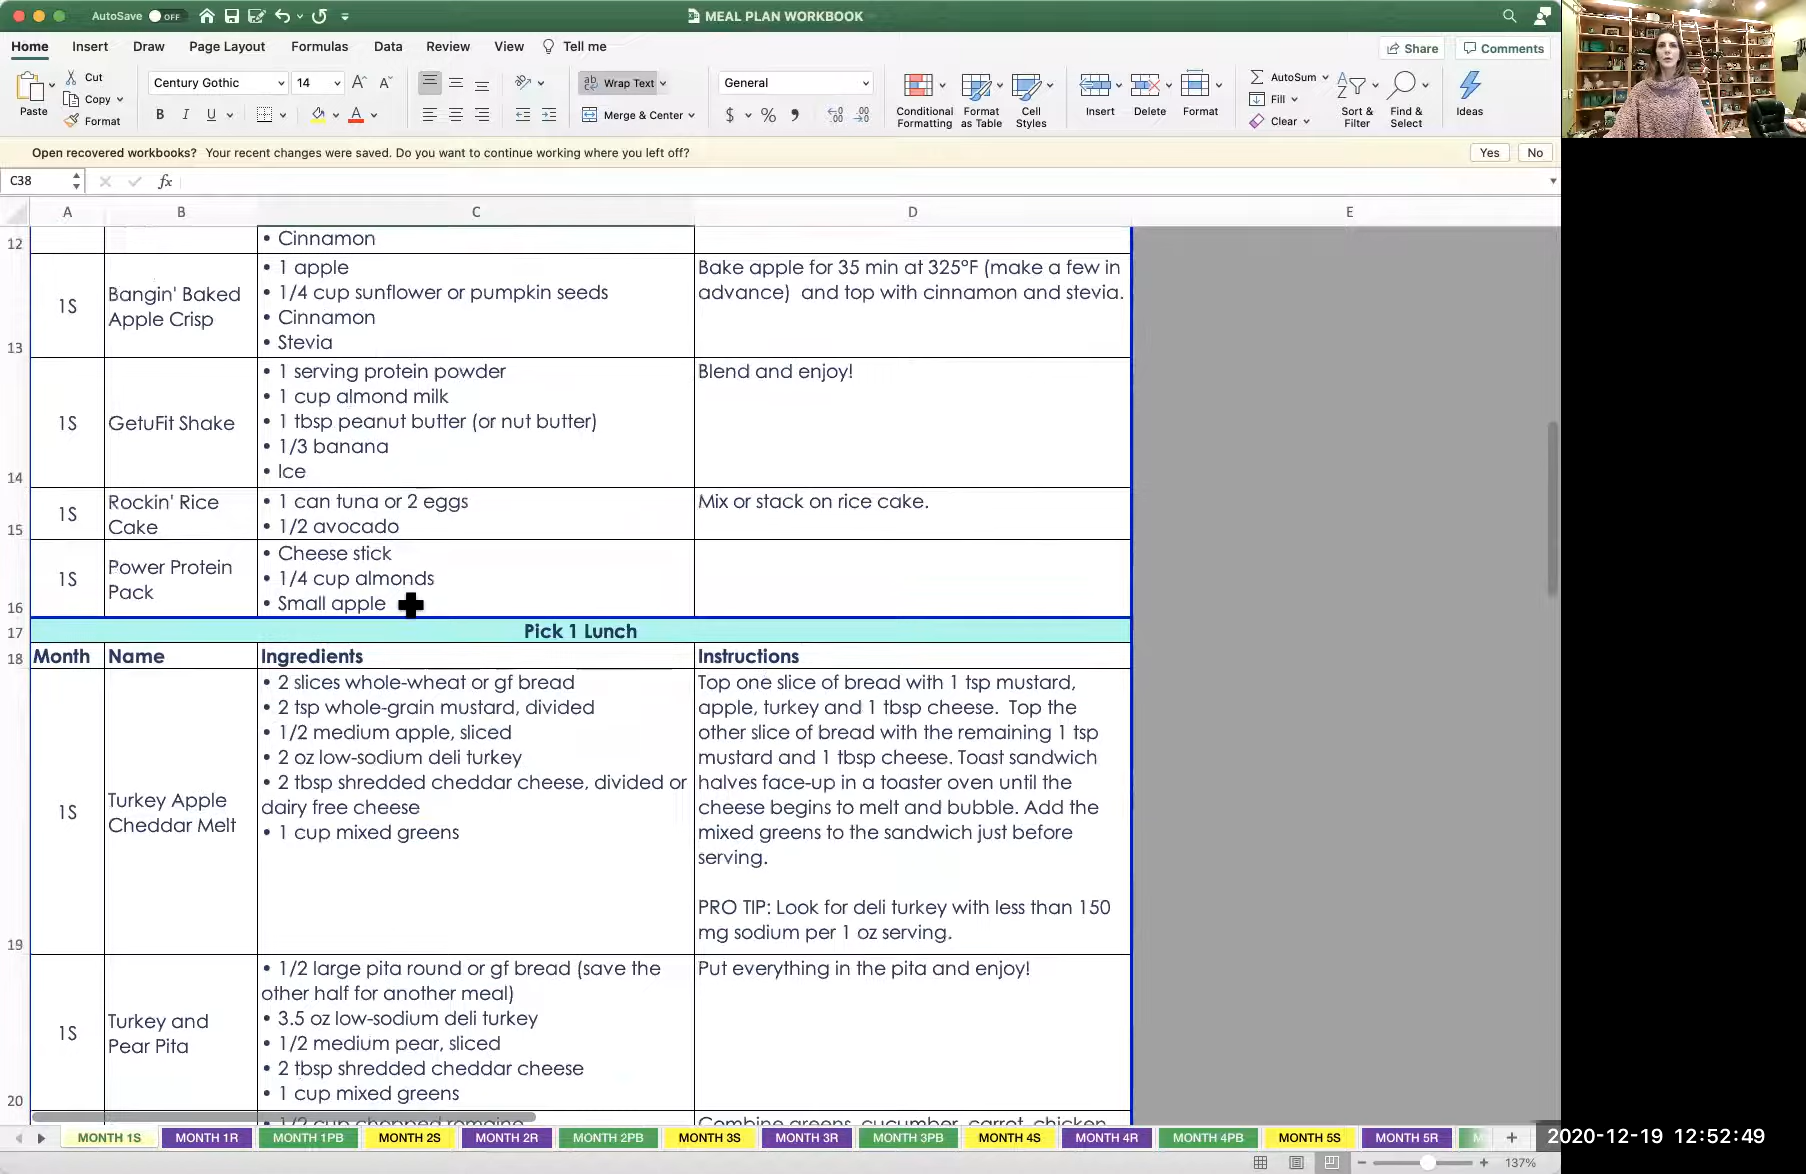 AutoSave OFF MEAL PLAN WORKBOOK
Home Insert Draw Page Layout Formulas Data Review View Tell me Share Comments
Paste Cut Copy Format
Century Gothic 14 A^ Aˇ
B I U A
ab Wrap Text
Merge & Center
General
$ %
Conditional Formatting
Format as Table
Cell Styles
Insert Delete Format
AutoSum Fill Clear
Sort & Filter
Find & Select
Ideas
Open recovered workbooks? Your recent changes were saved. Do you want to continue working where you left off? Yes No
C38 fx
A B C D E
12
• Cinnamon
13
1S
Bangin' Baked
Apple Crisp
• 1 apple
• 1/4 cup sunflower or pumpkin seeds
• Cinnamon
• Stevia
Bake apple for 35 min at 325°F (make a few in
advance) and top with cinnamon and stevia.
14
1S
GetuFit Shake
• 1 serving protein powder
• 1 cup almond milk
• 1 tbsp peanut butter (or nut butter)
• 1/3 banana
• Ice
Blend and enjoy!
15
1S
Rockin' Rice
Cake
• 1 can tuna or 2 eggs
• 1/2 avocado
Mix or stack on rice cake.
16
1S
Power Protein
Pack
• Cheese stick
• 1/4 cup almonds
• Small apple
17
Pick 1 Lunch
18
Month Name Ingredients Instructions
19
1S
Turkey Apple
Cheddar Melt
• 2 slices whole-wheat or gf bread
• 2 tsp whole-grain mustard, divided
• 1/2 medium apple, sliced
• 2 oz low-sodium deli turkey
• 2 tbsp shredded cheddar cheese, divided or
dairy free cheese
• 1 cup mixed greens
Top one slice of bread with 1 tsp mustard,
apple, turkey and 1 tbsp cheese. Top the
other slice of bread with the remaining 1 tsp
mustard and 1 tbsp cheese. Toast sandwich
halves face-up in a toaster oven until the
cheese begins to melt and bubble. Add the
mixed greens to the sandwich just before
serving.
PRO TIP: Look for deli turkey with less than 150
mg sodium per 1 oz serving.
20
1S
Turkey and
Pear Pita
• 1/2 large pita round or gf bread (save the
other half for another meal)
• 3.5 oz low-sodium deli turkey
• 1/2 medium pear, sliced
• 2 tbsp shredded cheddar cheese
• 1 cup mixed greens
Put everything in the pita and enjoy!
• 1/2 cup chopped romaine
Combine greens, cucumber, carrot, chicken
MONTH 1S MONTH 1R MONTH 1PB MONTH 2S MONTH 2R MONTH 2PB MONTH 3S MONTH 3R MONTH 3PB MONTH 4S MONTH 4R MONTH 4PB MONTH 5S MONTH 5R
2020-12-19 12:52:49
137%